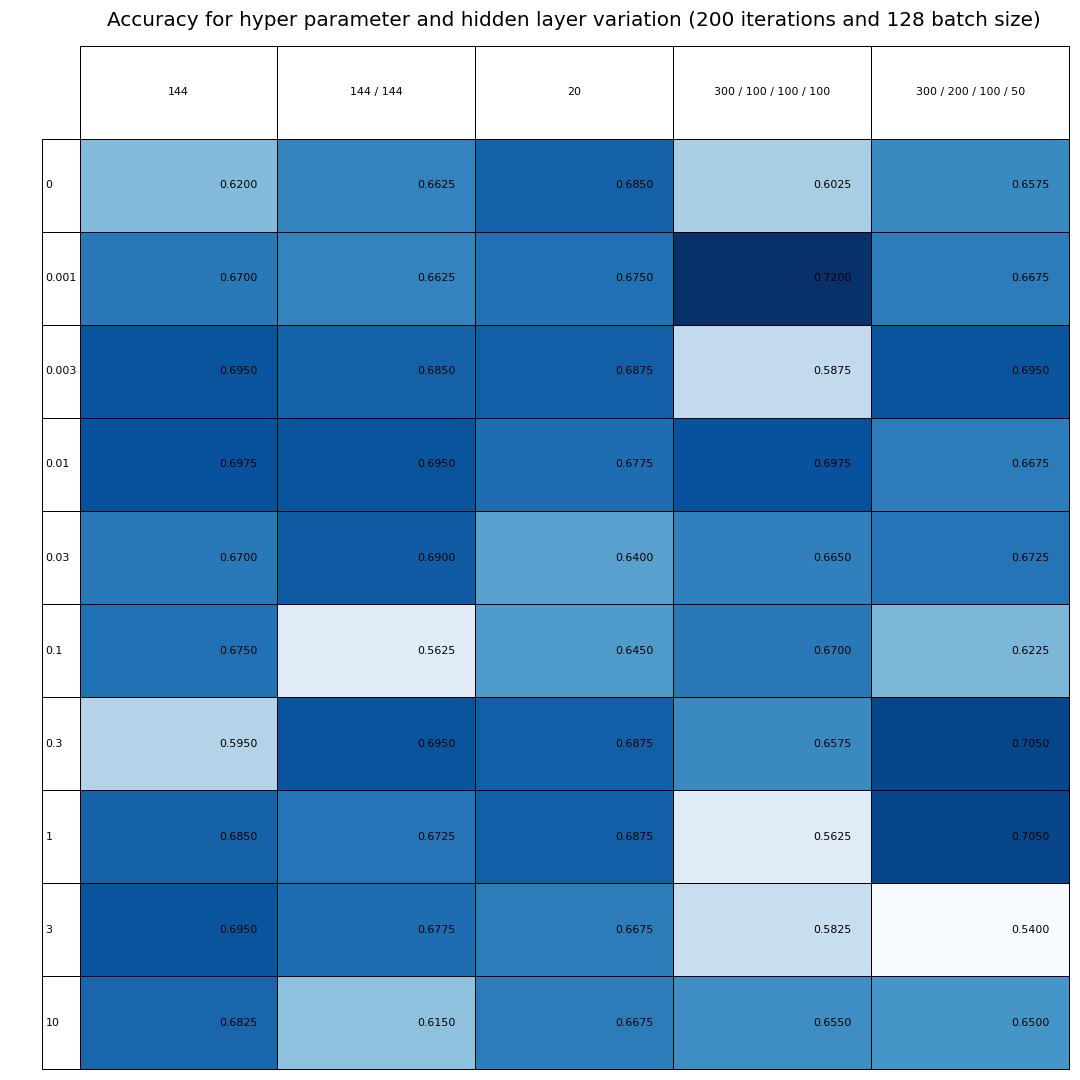 Accuracy for hyper parameter and hidden layer variation (200 iterations and 128 batch size)
144 144 / 144 20 300 / 100 / 100 / 100 300 / 200 / 100 / 50
0 0.6200 0.6625 0.6850 0.6025 0.6575
0.001 0.6700 0.6625 0.6750 0.7200 0.6675
0.003 0.6950 0.6850 0.6875 0.5875 0.6950
0.01 0.6975 0.6950 0.6775 0.6975 0.6675
0.03 0.6700 0.6900 0.6400 0.6650 0.6725
0.1 0.6750 0.5625 0.6450 0.6700 0.6225
0.3 0.5950 0.6950 0.6875 0.6575 0.7050
1 0.6850 0.6725 0.6875 0.5625 0.7050
3 0.6950 0.6775 0.6675 0.5825 0.5400
10 0.6825 0.6150 0.6675 0.6550 0.6500